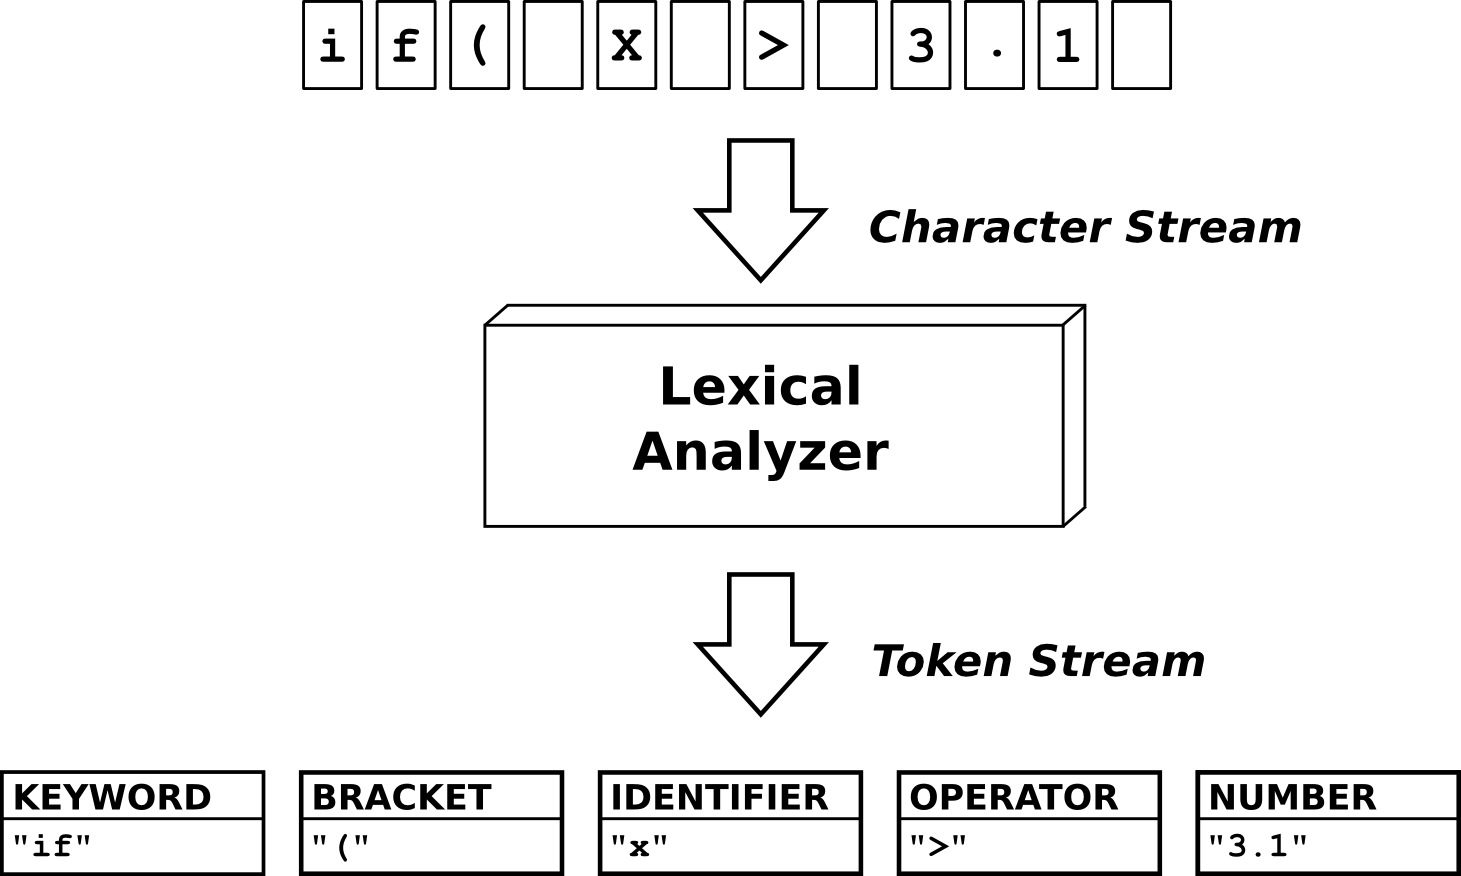 i f ( x > 3 . 1
Character Stream
Lexical
Analyzer
Token Stream
KEYWORD BRACKET IDENTIFIER OPERATOR NUMBER
"if" "(" "x" ">" "3.1"